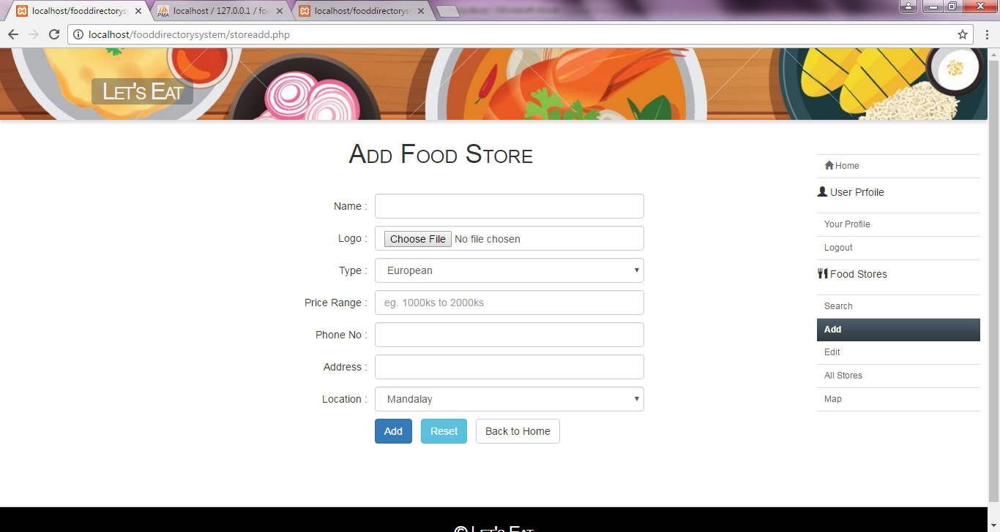 localhost/fooddirectorys
localhost / 127.0.0.1 / foo
localhost/fooddirectorys
localhost/fooddirectorysystem/storeadd.php
Let's Eat
Add Food Store
Name :
Logo : Choose File No file chosen
Type : European
Price Range : eg. 1000ks to 2000ks
Phone No :
Address :
Location : Mandalay
Add Reset Back to Home
Home
User Prfoile
Your Profile
Logout
Food Stores
Search
Add
Edit
All Stores
Map
© Let's Eat